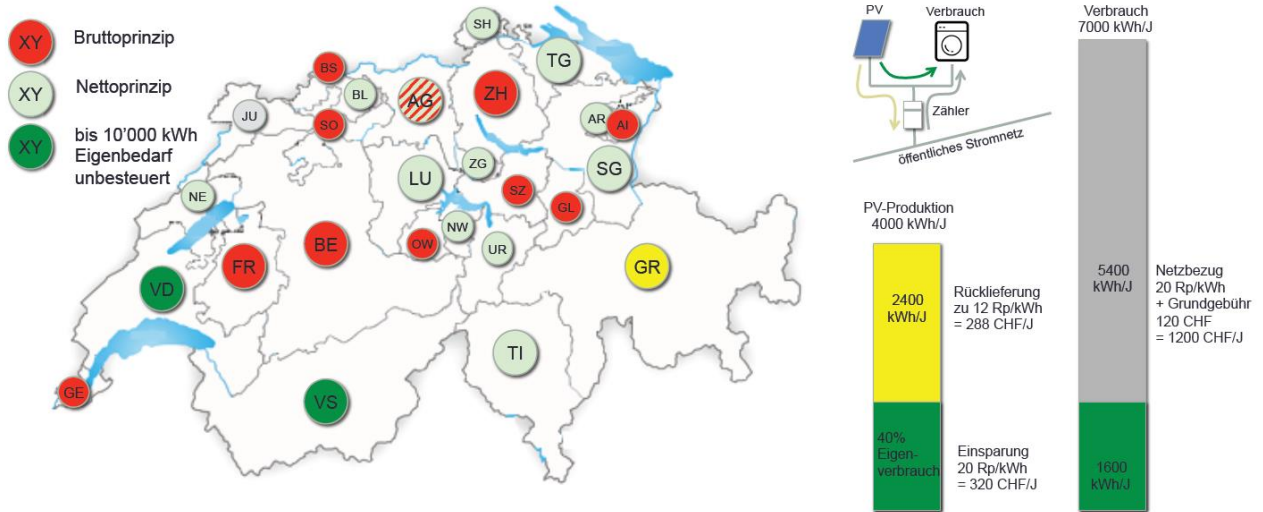 XY Bruttoprinzip
XY Nettoprinzip
XY bis 10'000 kWh
Eigenbedarf
unbesteuert
SH
TG
BS
BL
AG
ZH
JU
SO
AR
AI
ZG
SG
LU
NE
SZ
GL
NW
OW
UR
BE
FR
GR
VD
TI
GE
VS
PV
Verbrauch
Zähler
öffentliches Stromnetz
PV-Produktion
4000 kWh/J
2400
kWh/J
Rücklieferung
zu 12 Rp/kWh
= 288 CHF/J
40%
Eigen-
verbrauch
Einsparung
20 Rp/kWh
= 320 CHF/J
Verbrauch
7000 kWh/J
5400
kWh/J
Netzbezug
20 Rp/kWh
+ Grundgebühr
120 CHF
= 1200 CHF/J
1600
kWh/J